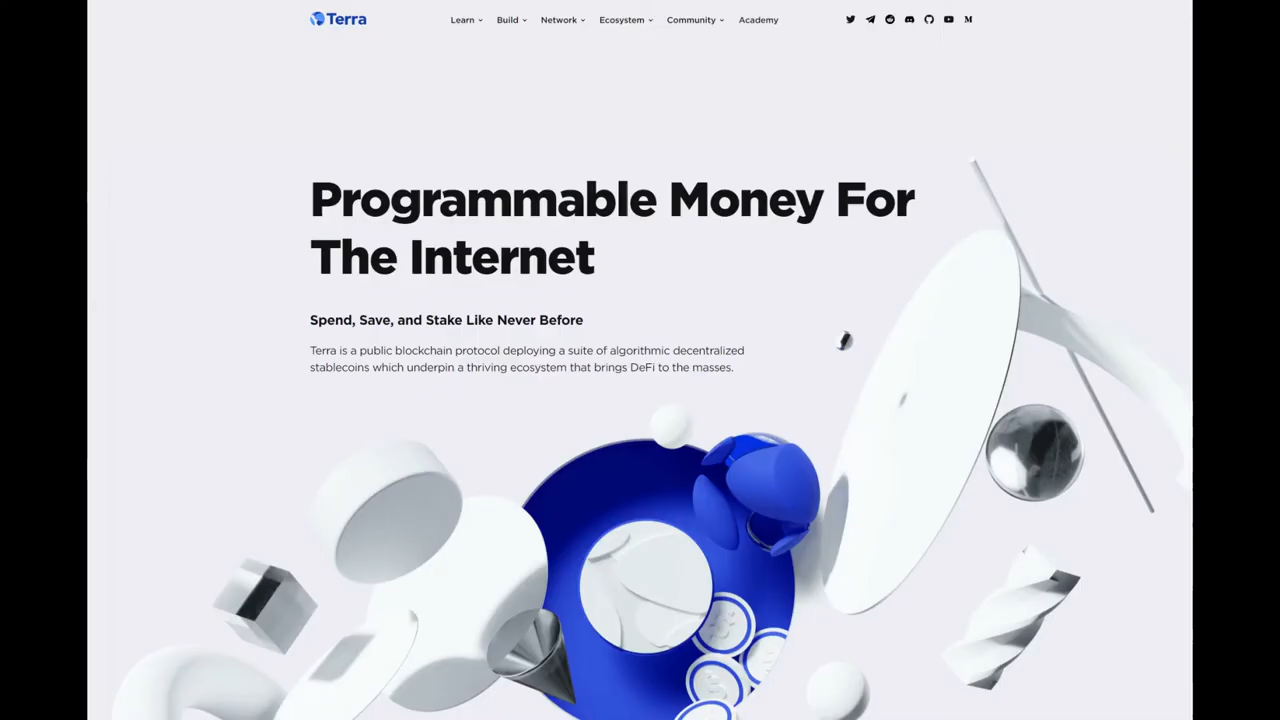 Terra
Learn
Build
Network
Ecosystem
Community
Academy
M
Programmable Money For
The Internet
Spend, Save, and Stake Like Never Before
Terra is a public blockchain protocol deploying a suite of algorithmic decentralized
stablecoins which underpin a thriving ecosystem that brings DeFi to the masses.